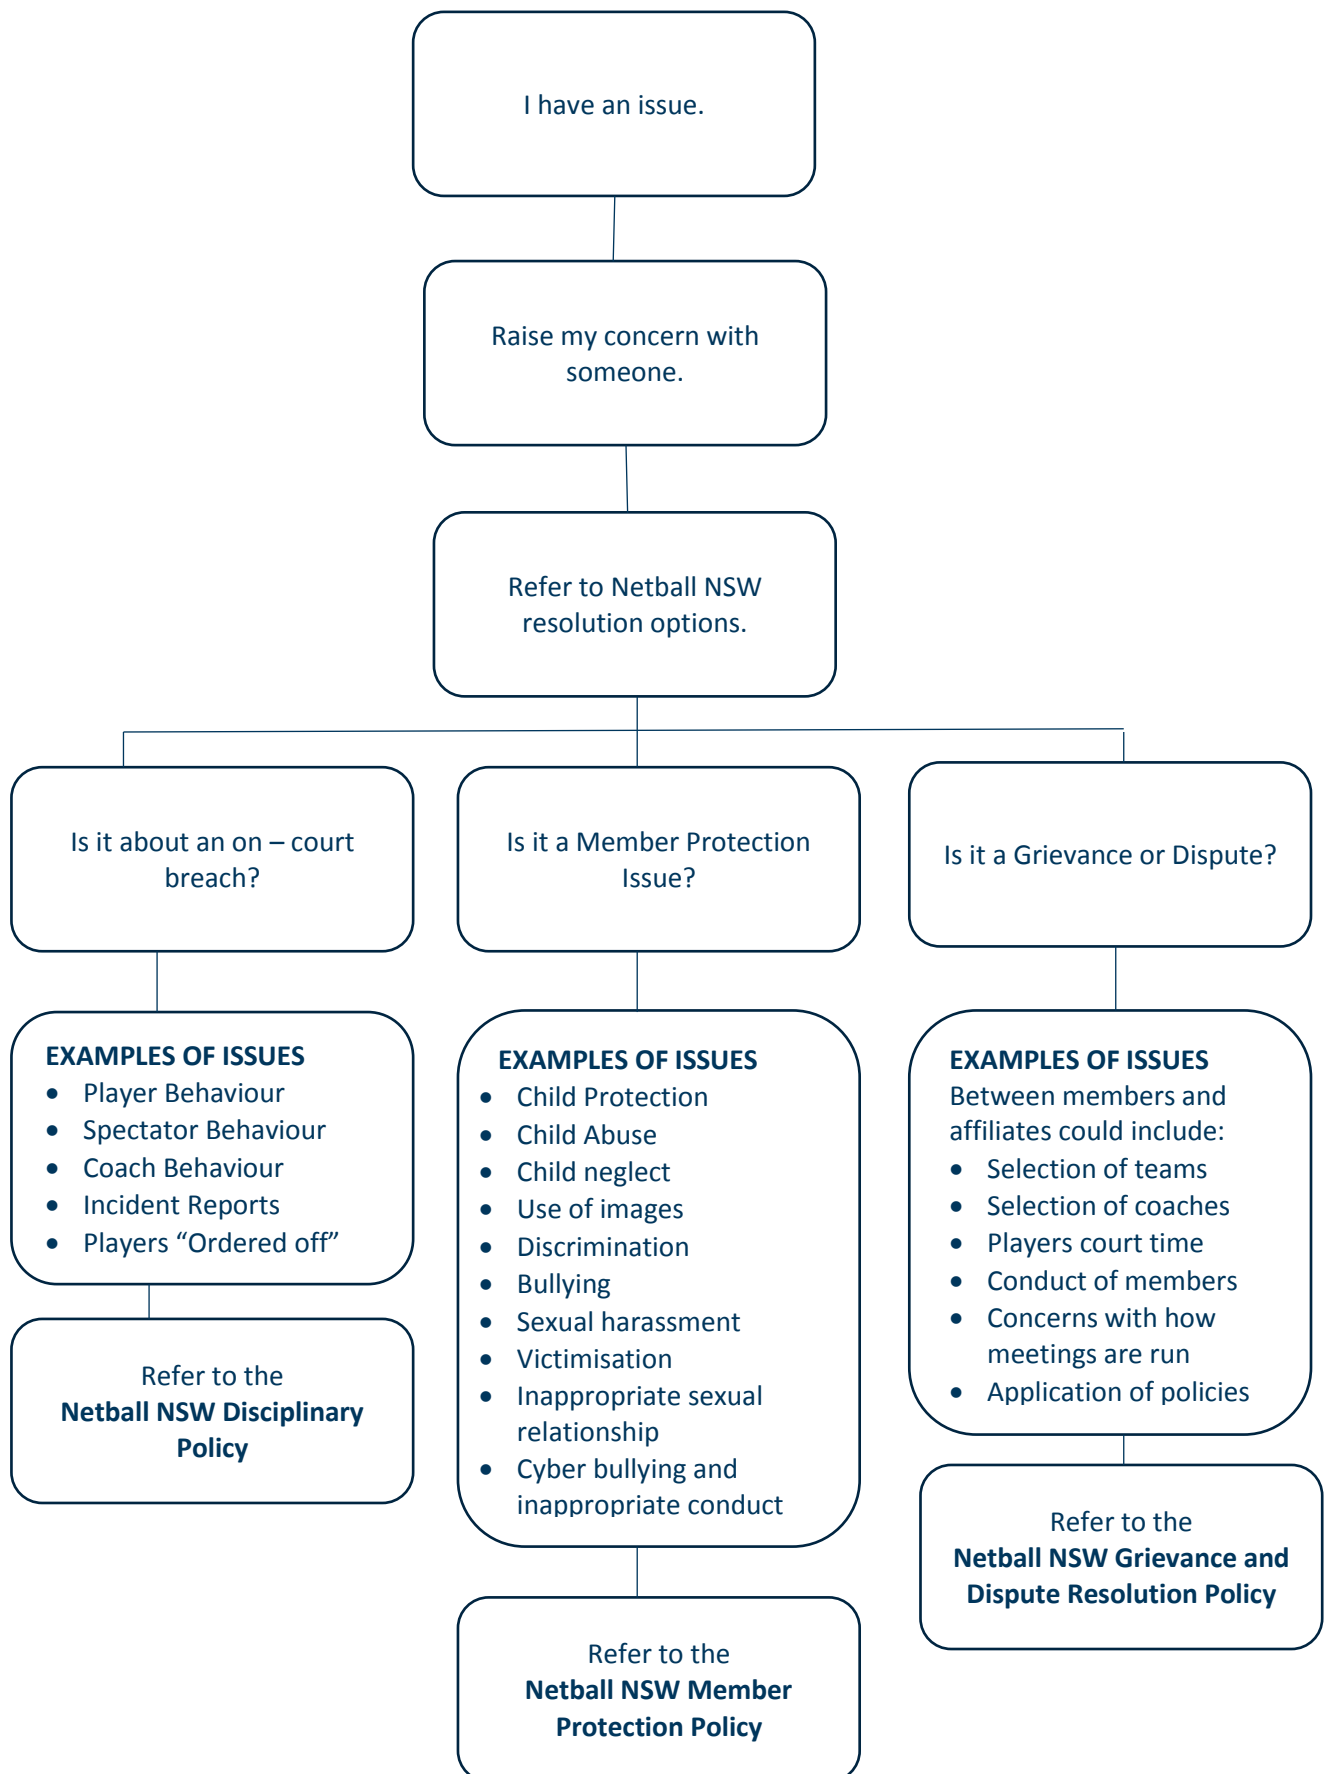 I have an issue.
Raise my concern with
someone.
Refer to Netball NSW
resolution options.
Is it about an on – court
breach?
Is it a Member Protection
Issue?
Is it a Grievance or Dispute?
EXAMPLES OF ISSUES
• Player Behaviour
• Spectator Behaviour
• Coach Behaviour
• Incident Reports
• Players “Ordered off”
Refer to the
Netball NSW Disciplinary
Policy
EXAMPLES OF ISSUES
• Child Protection
• Child Abuse
• Child neglect
• Use of images
• Discrimination
• Bullying
• Sexual harassment
• Victimisation
• Inappropriate sexual
relationship
• Cyber bullying and
inappropriate conduct
Refer to the
Netball NSW Member
Protection Policy
EXAMPLES OF ISSUES
Between members and
affiliates could include:
• Selection of teams
• Selection of coaches
• Players court time
• Conduct of members
• Concerns with how
meetings are run
• Application of policies
Refer to the
Netball NSW Grievance and
Dispute Resolution Policy